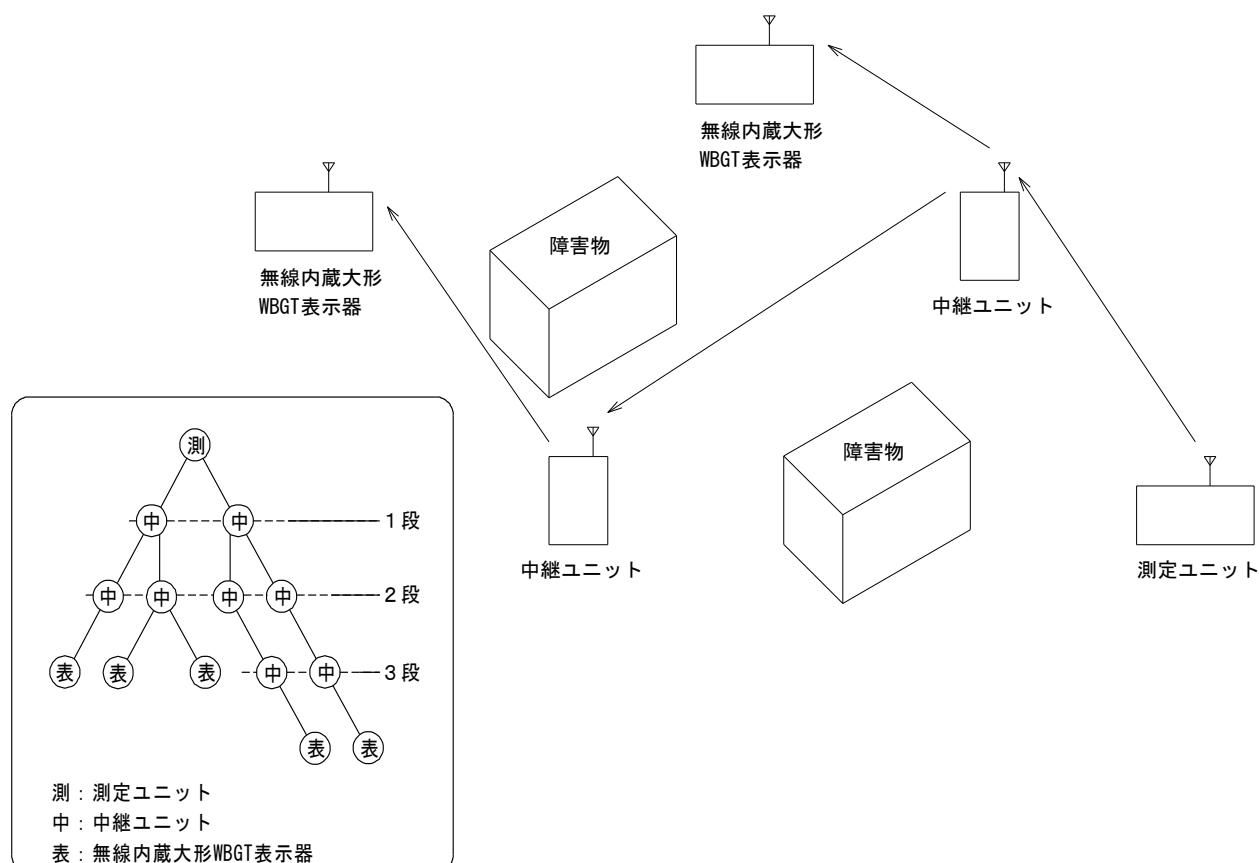 無線内蔵大形
WBGT表示器
無線内蔵大形
WBGT表示器
障害物
中継ユニット
障害物
中継ユニット
測定ユニット
測
中 中 1段
中 中 中 中 2段
表 表 表 中 中 3段
表 表
測：測定ユニット
中：中継ユニット
表：無線内蔵大形WBGT表示器